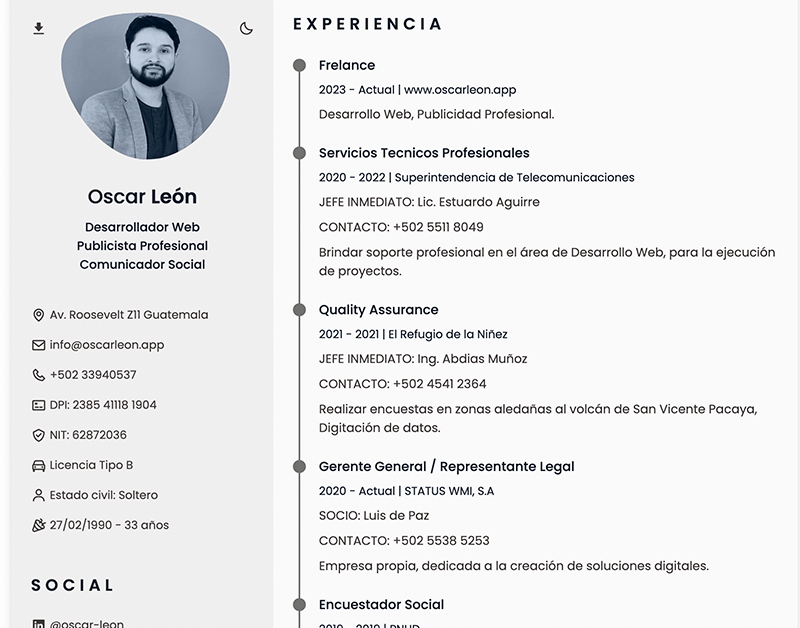 Oscar León
Desarrollador Web
Publicista Profesional
Comunicador Social
Av. Roosevelt Z11 Guatemala
info@oscarleon.app
+502 33940537
DPI: 2385 41118 1904
NIT: 62872036
Licencia Tipo B
Estado civil: Soltero
27/02/1990 - 33 años
SOCIAL
@oscar-leon
EXPERIENCIA
Frelance
2023 - Actual | www.oscarleon.app
Desarrollo Web, Publicidad Profesional.
Servicios Tecnicos Profesionales
2020 - 2022 | Superintendencia de Telecomunicaciones
JEFE INMEDIATO: Lic. Estuardo Aguirre
CONTACTO: +502 5511 8049
Brindar soporte profesional en el área de Desarrollo Web, para la ejecución
de proyectos.
Quality Assurance
2021 - 2021 | El Refugio de la Niñez
JEFE INMEDIATO: Ing. Abdias Muñoz
CONTACTO: +502 4541 2364
Realizar encuestas en zonas aledañas al volcán de San Vicente Pacaya,
Digitación de datos.
Gerente General / Representante Legal
2020 - Actual | STATUS WMI, S.A
SOCIO: Luis de Paz
CONTACTO: +502 5538 5253
Empresa propia, dedicada a la creación de soluciones digitales.
Encuestador Social
2019 - 2019 | PNUD